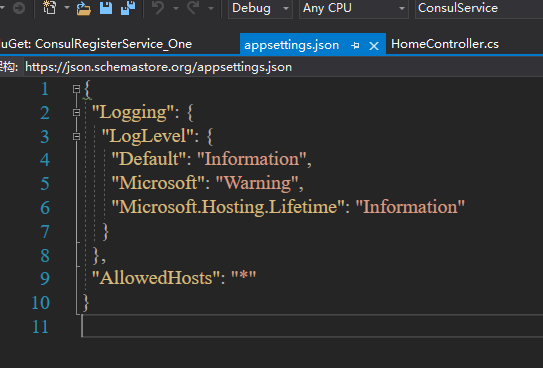 Debug Any CPU ConsulService
uGet: ConsulRegisterService_One appsettings.json HomeController.cs
架构: https://json.schemastore.org/appsettings.json
1 {
2 "Logging": {
3 "LogLevel": {
4 "Default": "Information",
5 "Microsoft": "Warning",
6 "Microsoft.Hosting.Lifetime": "Information"
7 }
8 },
9 "AllowedHosts": "*"
10 }
11